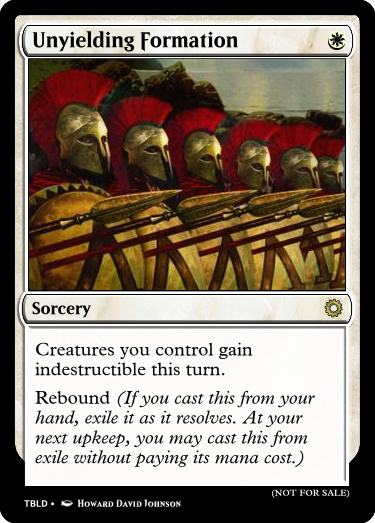 Unyielding Formation
Sorcery
Creatures you control gain
indestructible this turn.
Rebound (If you cast this from your
hand, exile it as it resolves. At your
next upkeep, you may cast this from
exile without paying its mana cost.)
(NOT FOR SALE)
TBLD • Howard David Johnson